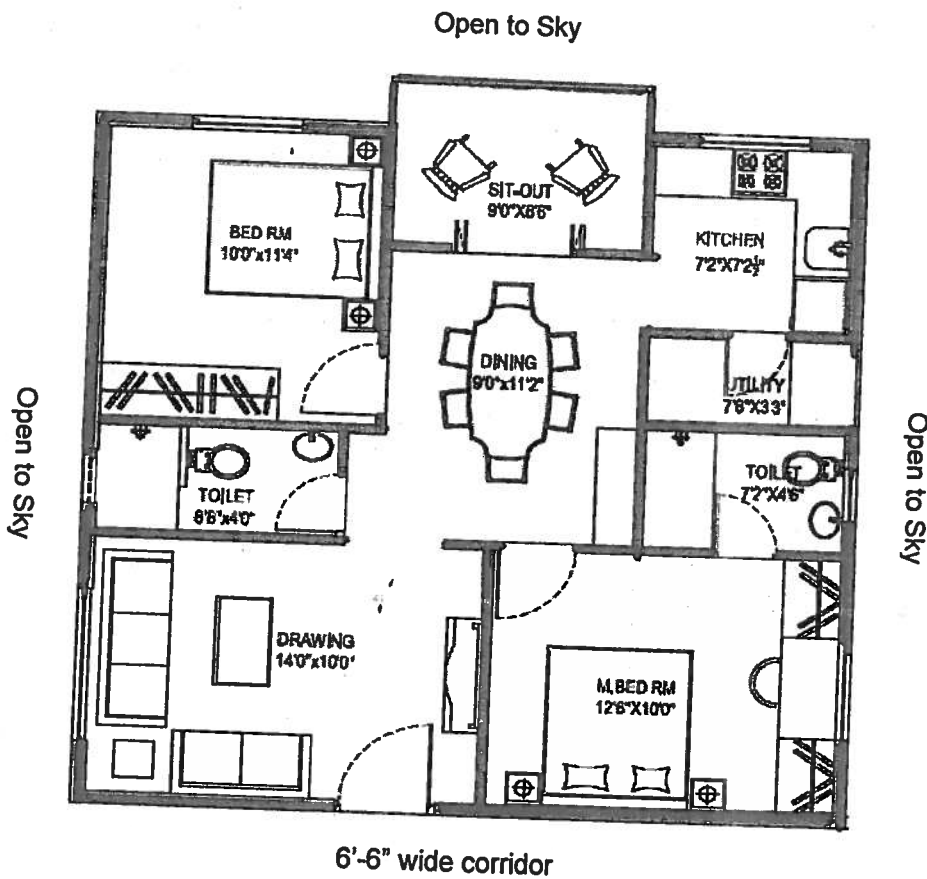 Open to Sky
SIT-OUT
9'0"X6'6"
BED RM
10'0"x11'4"
KITCHEN
7'2"X7'2½"
DINING
9'0"x11'2"
UTILITY
7'6"X3'3"
Open to Sky
Open to Sky
TOILET
6'6"x4'0"
TOILET
7'2"X4'6"
DRAWING
14'0"x10'0"
M.BED RM
12'6"X10'0"
6'-6" wide corridor